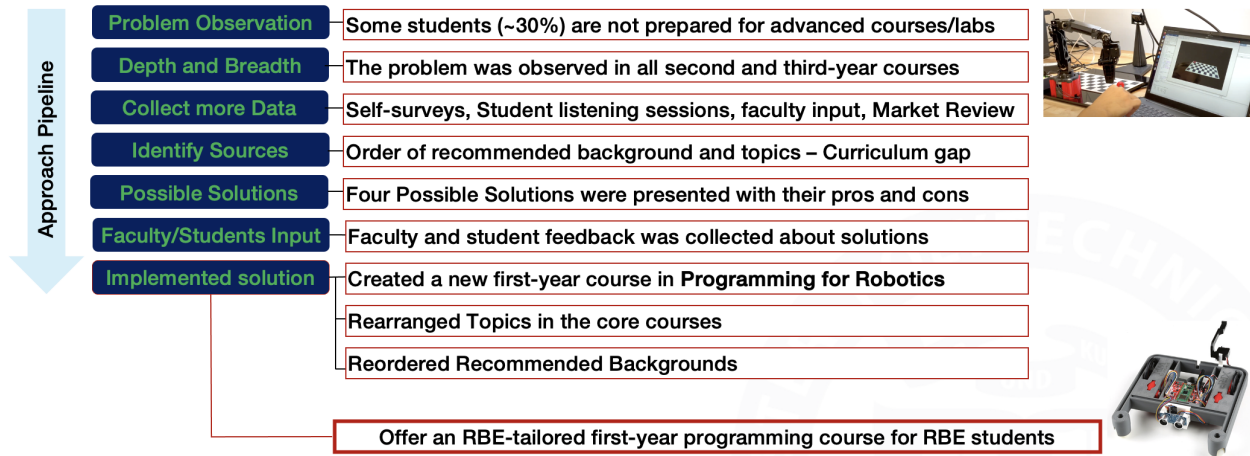 Approach Pipeline
Problem Observation
Some students (~30%) are not prepared for advanced courses/labs
Depth and Breadth
The problem was observed in all second and third-year courses
Collect more Data
Self-surveys, Student listening sessions, faculty input, Market Review
Identify Sources
Order of recommended background and topics – Curriculum gap
Possible Solutions
Four Possible Solutions were presented with their pros and cons
Faculty/Students Input
Faculty and student feedback was collected about solutions
Implemented solution
Created a new first-year course in Programming for Robotics
Rearranged Topics in the core courses
Reordered Recommended Backgrounds
Offer an RBE-tailored first-year programming course for RBE students